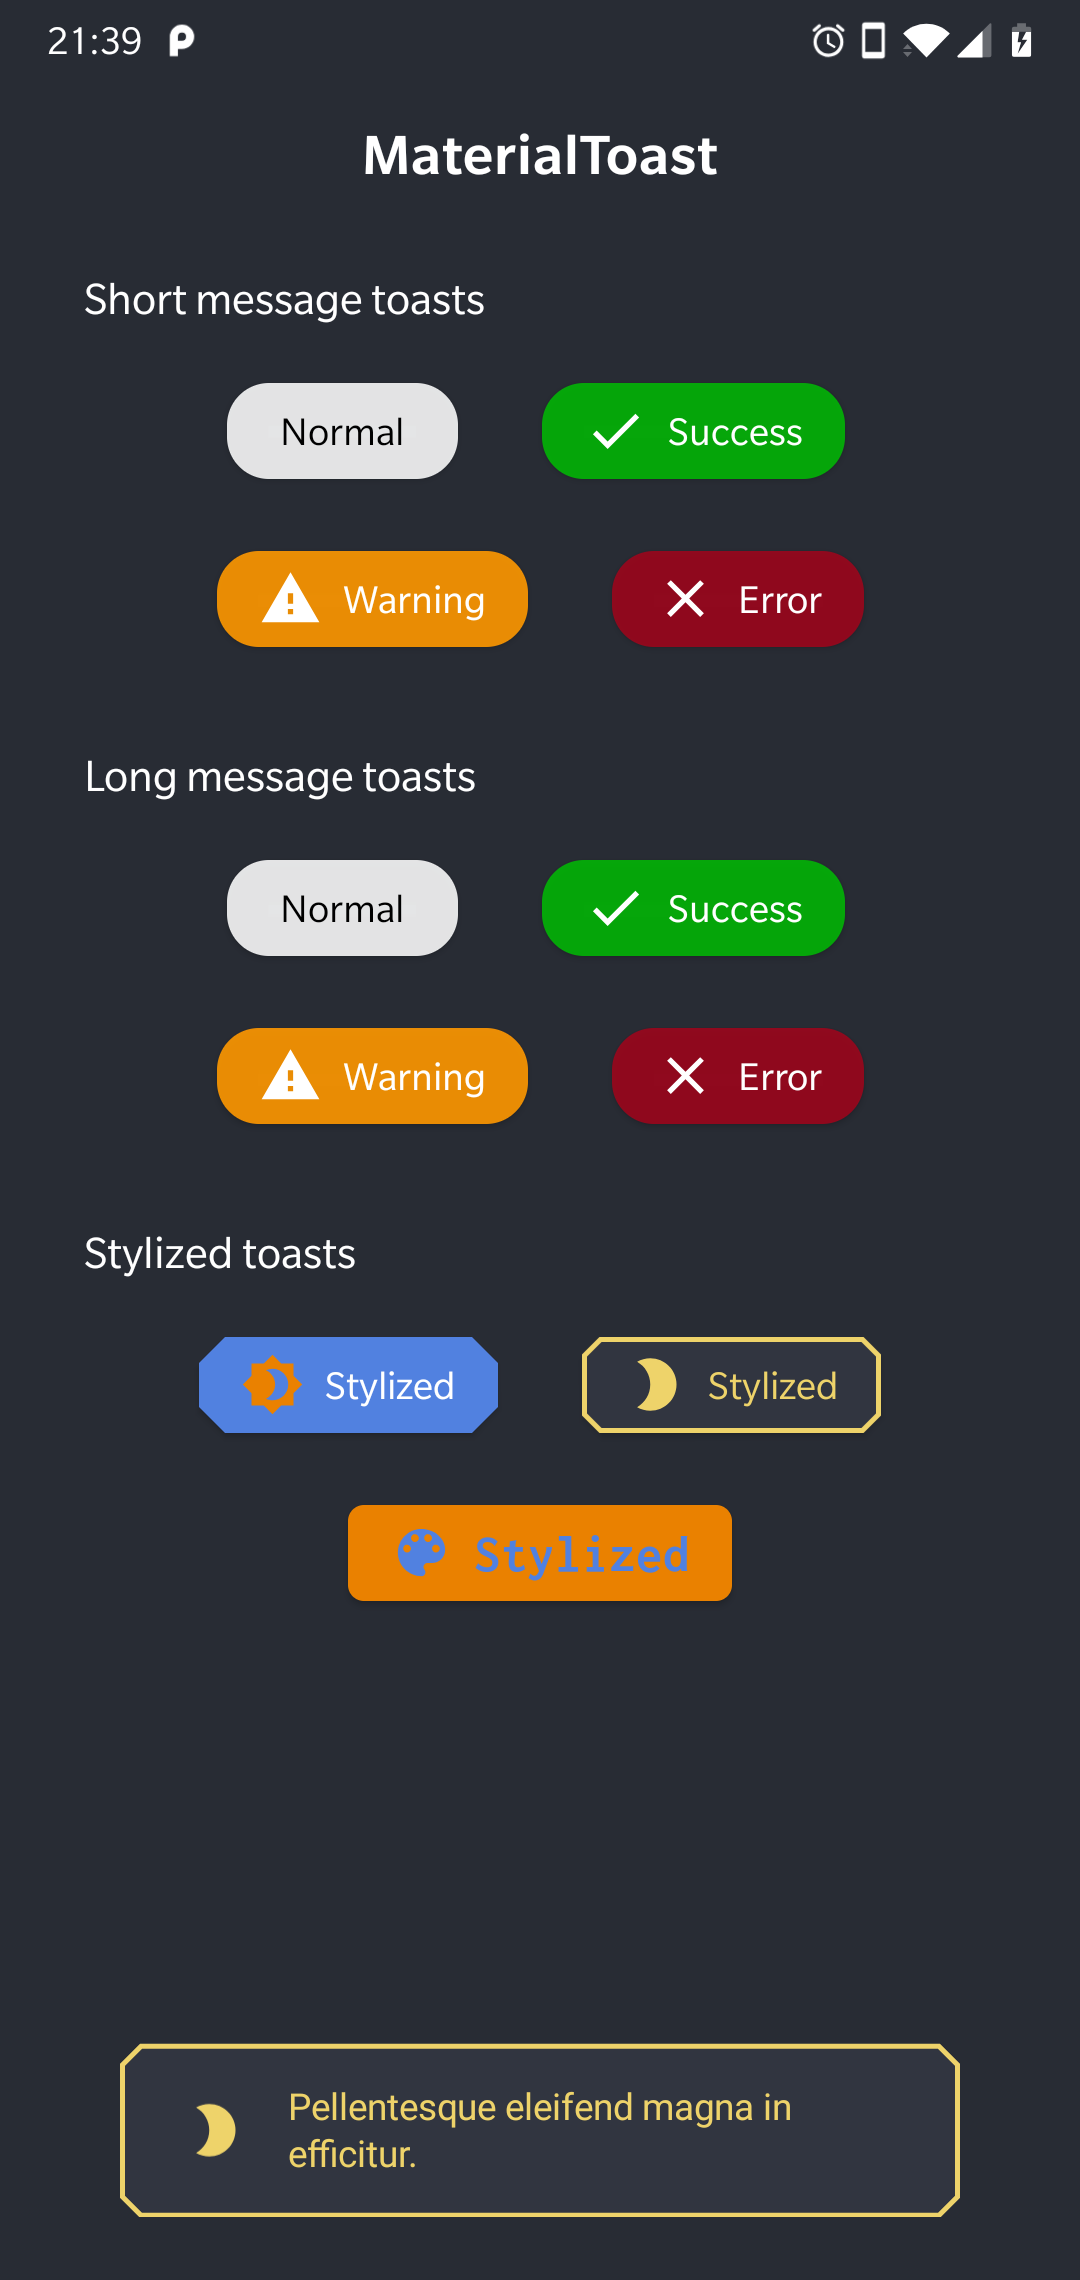 21:39
MaterialToast
Short message toasts
Normal
Success
Warning
Error
Long message toasts
Normal
Success
Warning
Error
Stylized toasts
Stylized
Stylized
Stylized
Pellentesque eleifend magna in
efficitur.